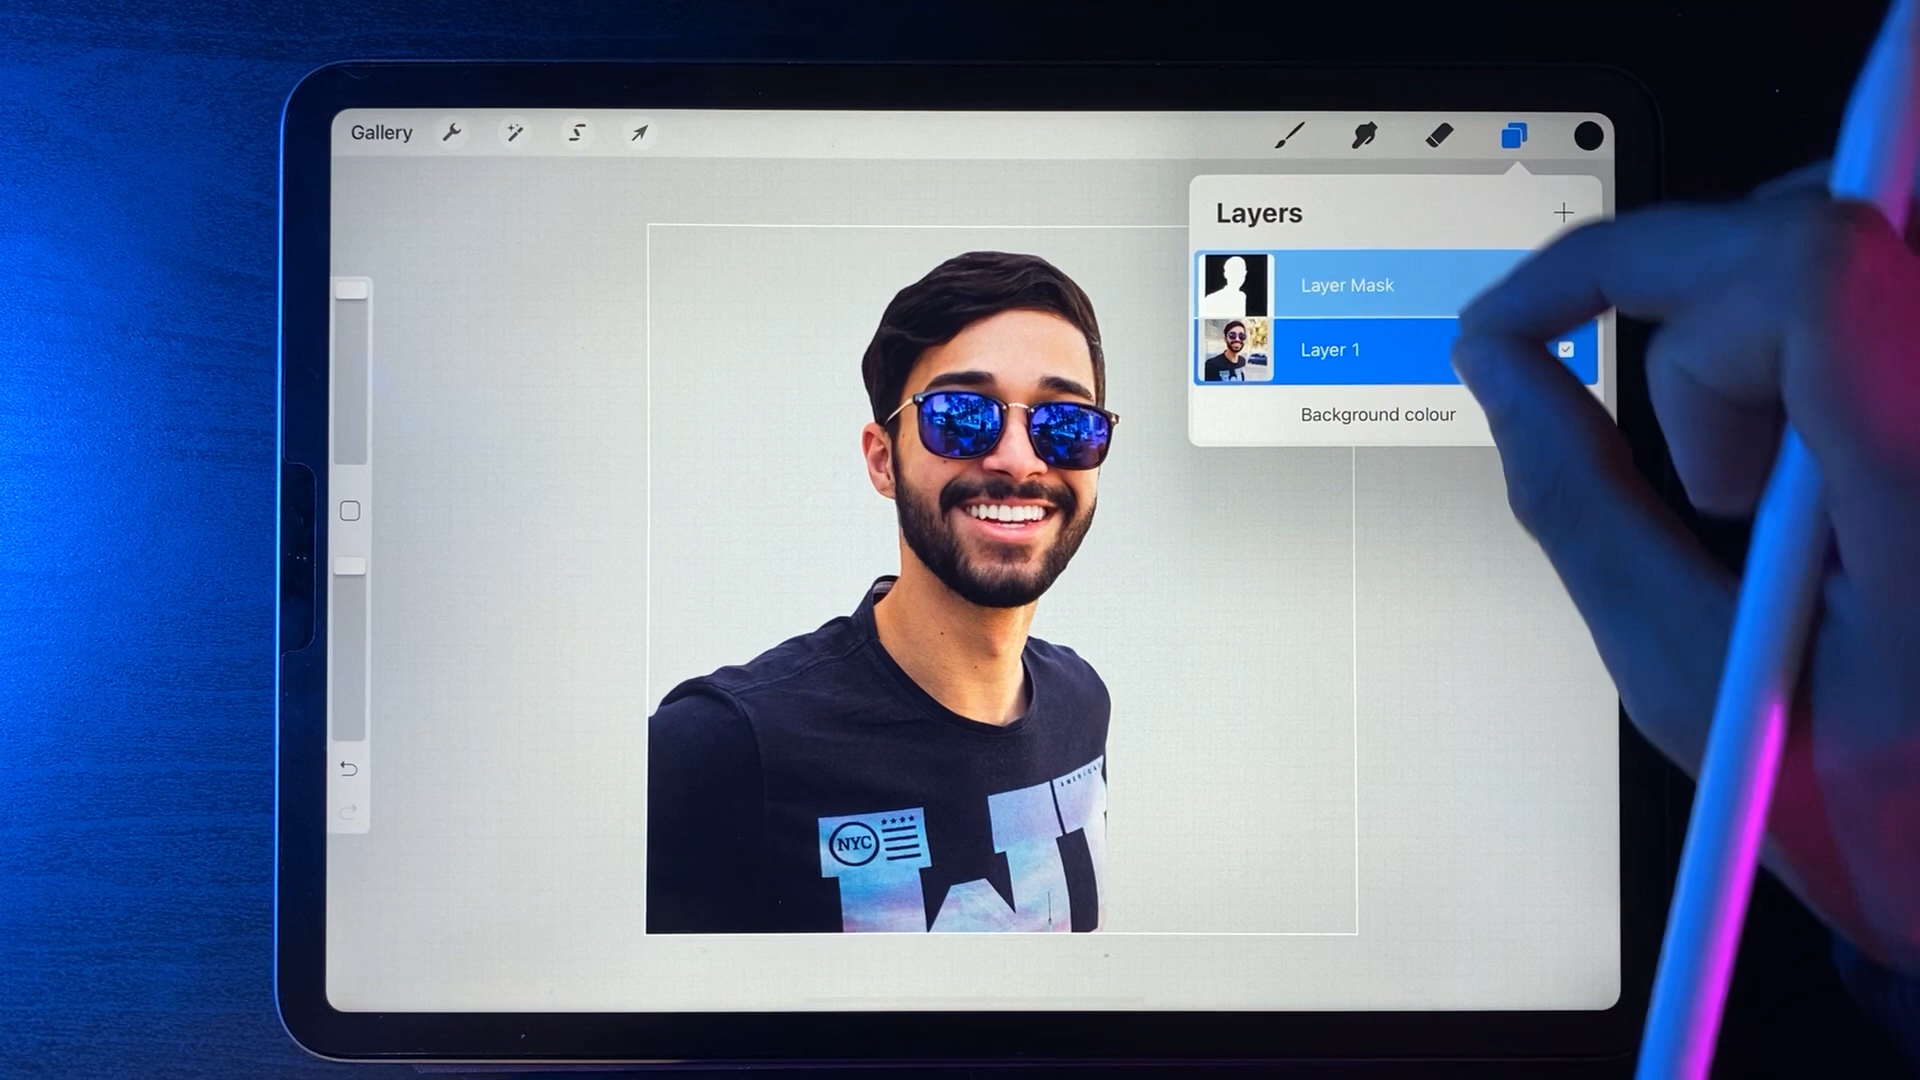 Gallery
Layers
Layer Mask
Layer 1
Background colour
NYC